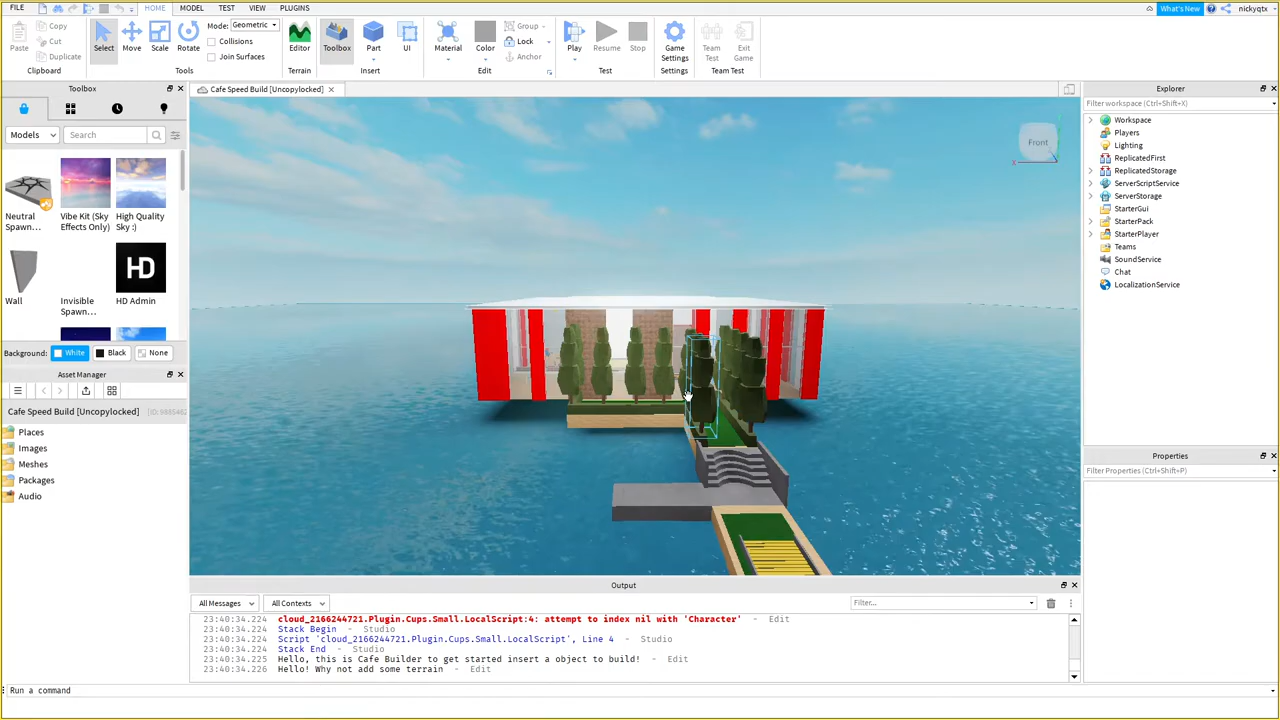 FILE HOME MODEL TEST VIEW PLUGINS What's New nickyqtx
Paste Copy Cut Duplicate Clipboard
Select Move Scale Rotate Mode: Geometric Collisions Join Surfaces Tools
Editor Terrain
Toolbox Part UI Insert
Material Color Group Lock Anchor Edit
Play Resume Stop Test
Game Settings Settings
Team Test Exit Game Team Test
Toolbox
Models Search
Neutral Spawn...
Vibe Kit (Sky Effects Only)
High Quality Sky :)
Wall
Invisible Spawn...
HD
HD Admin
Background: White Black None
Asset Manager
Cafe Speed Build [Uncopylocked]
Places
Images
Meshes
Packages
Audio
Cafe Speed Build [Uncopylocked]
Front
X
Output
All Messages All Contexts Filter...
23:40:34.224 cloud_2166244721.Plugin.Cups.Small.LocalScript:4: attempt to index nil with 'Character' - Edit
23:40:34.224 Stack Begin - Studio
23:40:34.224 Script 'cloud_2166244721.Plugin.Cups.Small.LocalScript', Line 4 - Studio
23:40:34.224 Stack End - Studio
23:40:34.225 Hello, this is Cafe Builder to get started insert a object to build! - Edit
23:40:34.226 Hello! Why not add some terrain - Edit
Run a command
Explorer
Filter workspace (Ctrl+Shift+X)
Workspace
Players
Lighting
ReplicatedFirst
ReplicatedStorage
ServerScriptService
ServerStorage
StarterGui
StarterPack
StarterPlayer
Teams
SoundService
Chat
LocalizationService
Properties
Filter Properties (Ctrl+Shift+P)